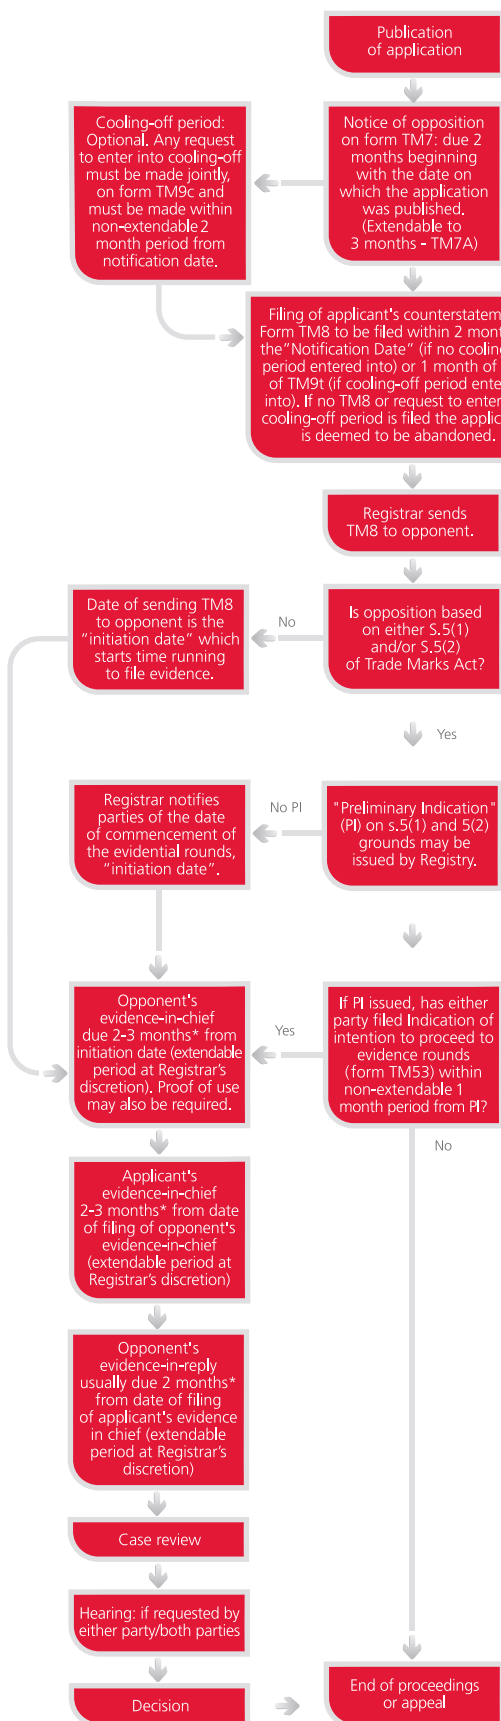 Publication
of application
Cooling-off period:
Optional. Any request
to enter into cooling-off
must be made jointly,
on form TM9c and
must be made within
non-extendable 2
month period from
notification date.
Notice of opposition
on form TM7: due 2
months beginning
with the date on
which the application
was published.
(Extendable to
3 months - TM7A)
Filing of applicant's
Form TM8 to be filed within 2
the"Notification Date" (if no
period entered into) or 1 month of
of TM9t (if cooling-off period
into). If no TM8 or request to enter
cooling-off period is filed the
is deemed to be abandoned.
Registrar sends
TM8 to opponent.
Is opposition based
on either S.5(1)
and/or S.5(2)
of Trade Marks Act?
No
Date of sending TM8
to opponent is the
"initiation date" which
starts time running
to file evidence.
Yes
"Preliminary Indication"
(PI) on s.5(1) and 5(2)
grounds may be
issued by Registry.
No PI
Registrar notifies
parties of the date
of commencement of
the evidential rounds,
"initiation date".
If PI issued, has either
party filed Indication of
intention to proceed to
evidence rounds
(form TM53) within
non-extendable 1
month period from PI?
Yes
No
Opponent's
evidence-in-chief
due 2-3 months* from
initiation date (extendable
period at Registrar's
discretion). Proof of use
may also be required.
Applicant's
evidence-in-chief
2-3 months* from date
of filing of opponent's
evidence-in-chief
(extendable period at
Registrar's discretion)
Opponent's
evidence-in-reply
usually due 2 months*
from date of filing
of applicant's evidence
in chief (extendable
period at Registrar's
discretion)
Case review
Hearing: if requested by
either party/both parties
Decision
End of proceedings
or appeal